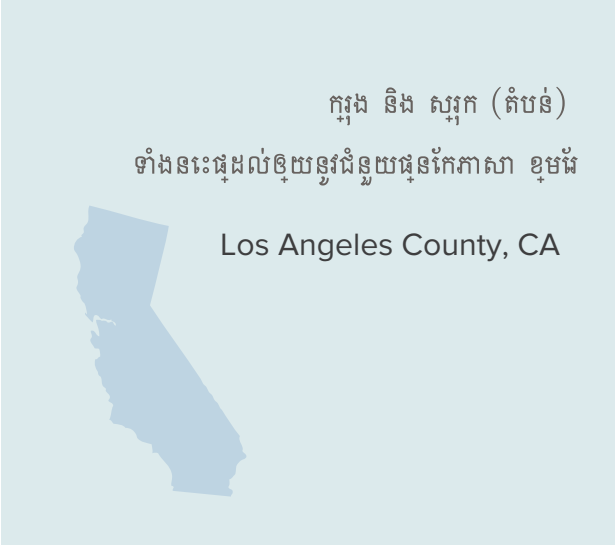 ក្រុង និង ស្រុក (តំបន់)
ទាំងនេះផ្ដល់ឲ្យនូវជំនួយផ្នែកភាសា ខ្មែរ
Los Angeles County, CA